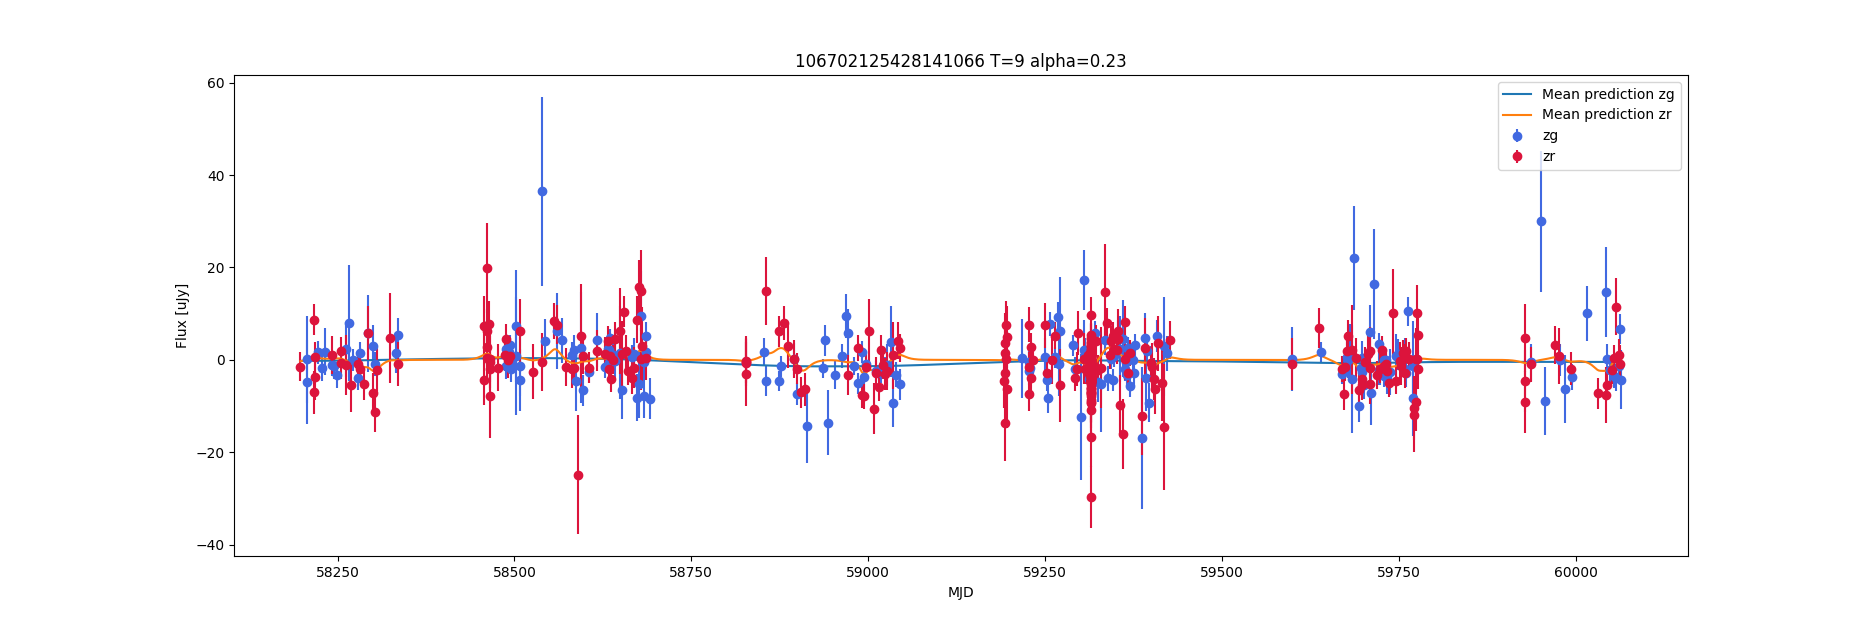 106702125428141066 T=9 alpha=0.23
Flux [uJy]
60
40
20
0
−20
−40
Mean prediction zg
Mean prediction zr
zg
zr
58250 58500 58750 59000 59250 59500 59750 60000
MJD